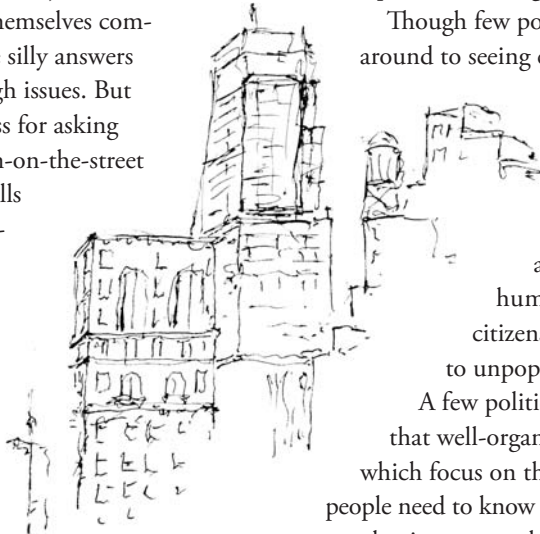 hemselves com-
silly answers
gh issues. But
ss for asking
n-on-the-street
lls
-
Though few po
around to seeing
a
hum
citizen
to unpop
A few politi
that well-organ
which focus on th
people need to know